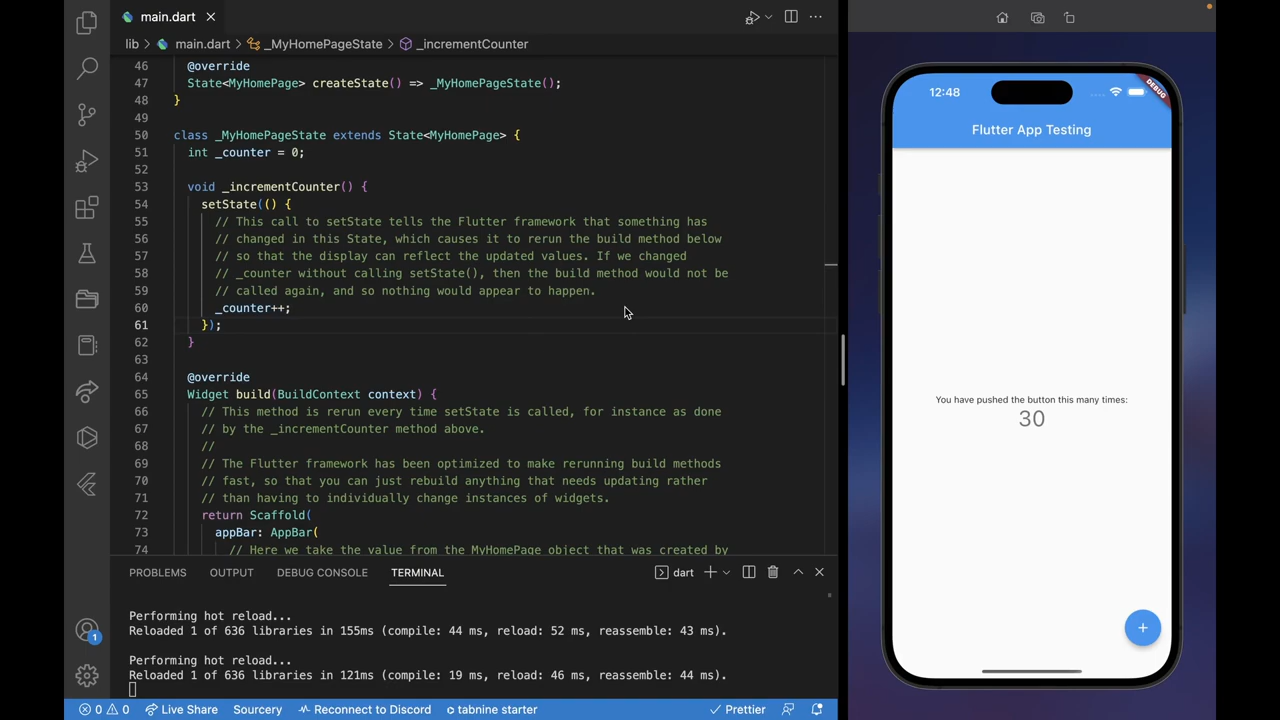 main.dart
lib > main.dart > _MyHomePageState > _incrementCounter
46 @override
47 State<MyHomePage> createState() => _MyHomePageState();
48 }
49
50 class _MyHomePageState extends State<MyHomePage> {
51 int _counter = 0;
52
53 void _incrementCounter() {
54 setState(() {
55 // This call to setState tells the Flutter framework that something has
56 // changed in this State, which causes it to rerun the build method below
57 // so that the display can reflect the updated values. If we changed
58 // _counter without calling setState(), then the build method would not be
59 // called again, and so nothing would appear to happen.
60 _counter++;
61 });
62 }
63
64 @override
65 Widget build(BuildContext context) {
66 // This method is rerun every time setState is called, for instance as done
67 // by the _incrementCounter method above.
68 //
69 // The Flutter framework has been optimized to make rerunning build methods
70 // fast, so that you can just rebuild anything that needs updating rather
71 // than having to individually change instances of widgets.
72 return Scaffold(
73 appBar: AppBar(
74 // Here we take the value from the MyHomePage object that was created by
PROBLEMS OUTPUT DEBUG CONSOLE TERMINAL dart
Performing hot reload...
Reloaded 1 of 636 libraries in 155ms (compile: 44 ms, reload: 52 ms, reassemble: 43 ms).
Performing hot reload...
Reloaded 1 of 636 libraries in 121ms (compile: 19 ms, reload: 46 ms, reassemble: 44 ms).
1
0 0 Live Share Sourcery Reconnect to Discord tabnine starter Prettier
12:48
DEBUG
Flutter App Testing
You have pushed the button this many times:
30
+